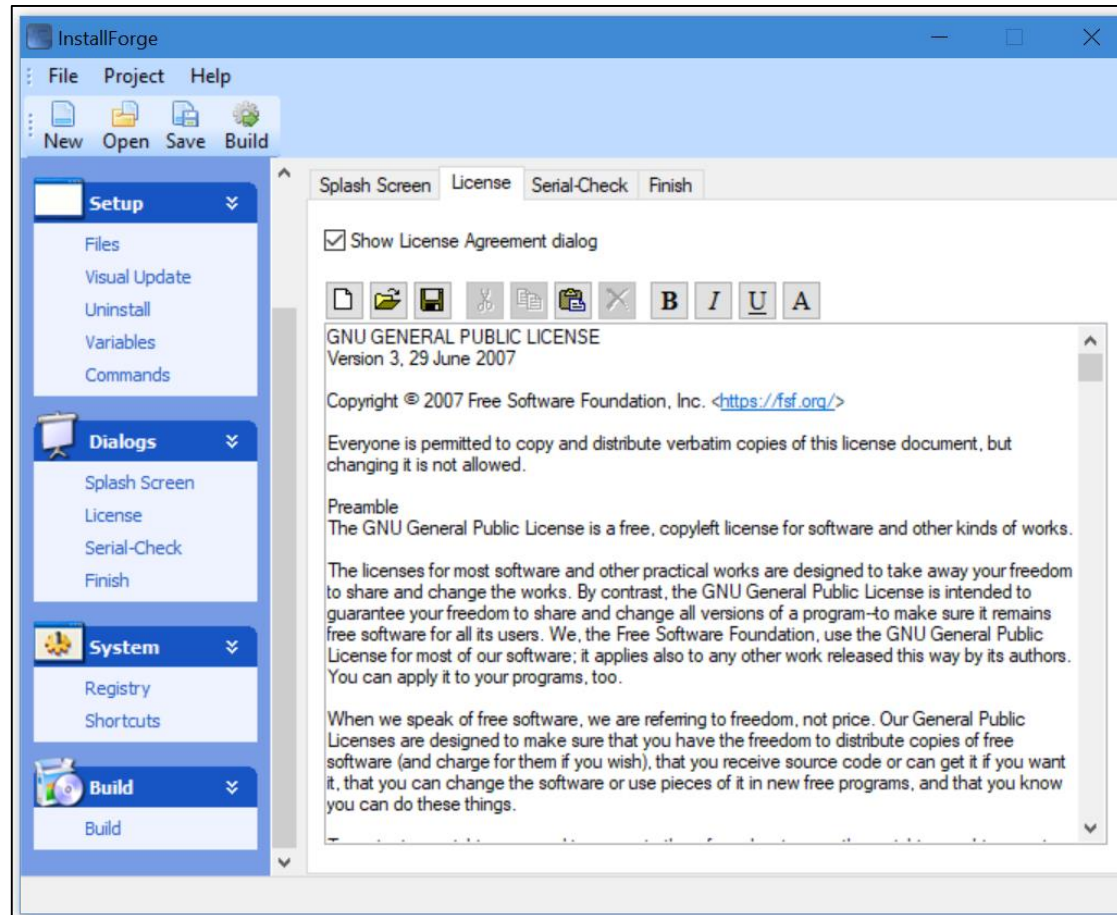 InstallForge
File Project Help
New Open Save Build
Setup
Files
Visual Update
Uninstall
Variables
Commands
Dialogs
Splash Screen
License
Serial-Check
Finish
System
Registry
Shortcuts
Build
Build
Splash Screen License Serial-Check Finish
Show License Agreement dialog
B I U A
GNU GENERAL PUBLIC LICENSE
Version 3, 29 June 2007
Copyright © 2007 Free Software Foundation, Inc. <https://fsf.org/>
Everyone is permitted to copy and distribute verbatim copies of this license document, but
changing it is not allowed.
Preamble
The GNU General Public License is a free, copyleft license for software and other kinds of works.
The licenses for most software and other practical works are designed to take away your freedom
to share and change the works. By contrast, the GNU General Public License is intended to
guarantee your freedom to share and change all versions of a program--to make sure it remains
free software for all its users. We, the Free Software Foundation, use the GNU General Public
License for most of our software; it applies also to any other work released this way by its authors.
You can apply it to your programs, too.
When we speak of free software, we are referring to freedom, not price. Our General Public
Licenses are designed to make sure that you have the freedom to distribute copies of free
software (and charge for them if you wish), that you receive source code or can get it if you want
it, that you can change the software or use pieces of it in new free programs, and that you know
you can do these things.